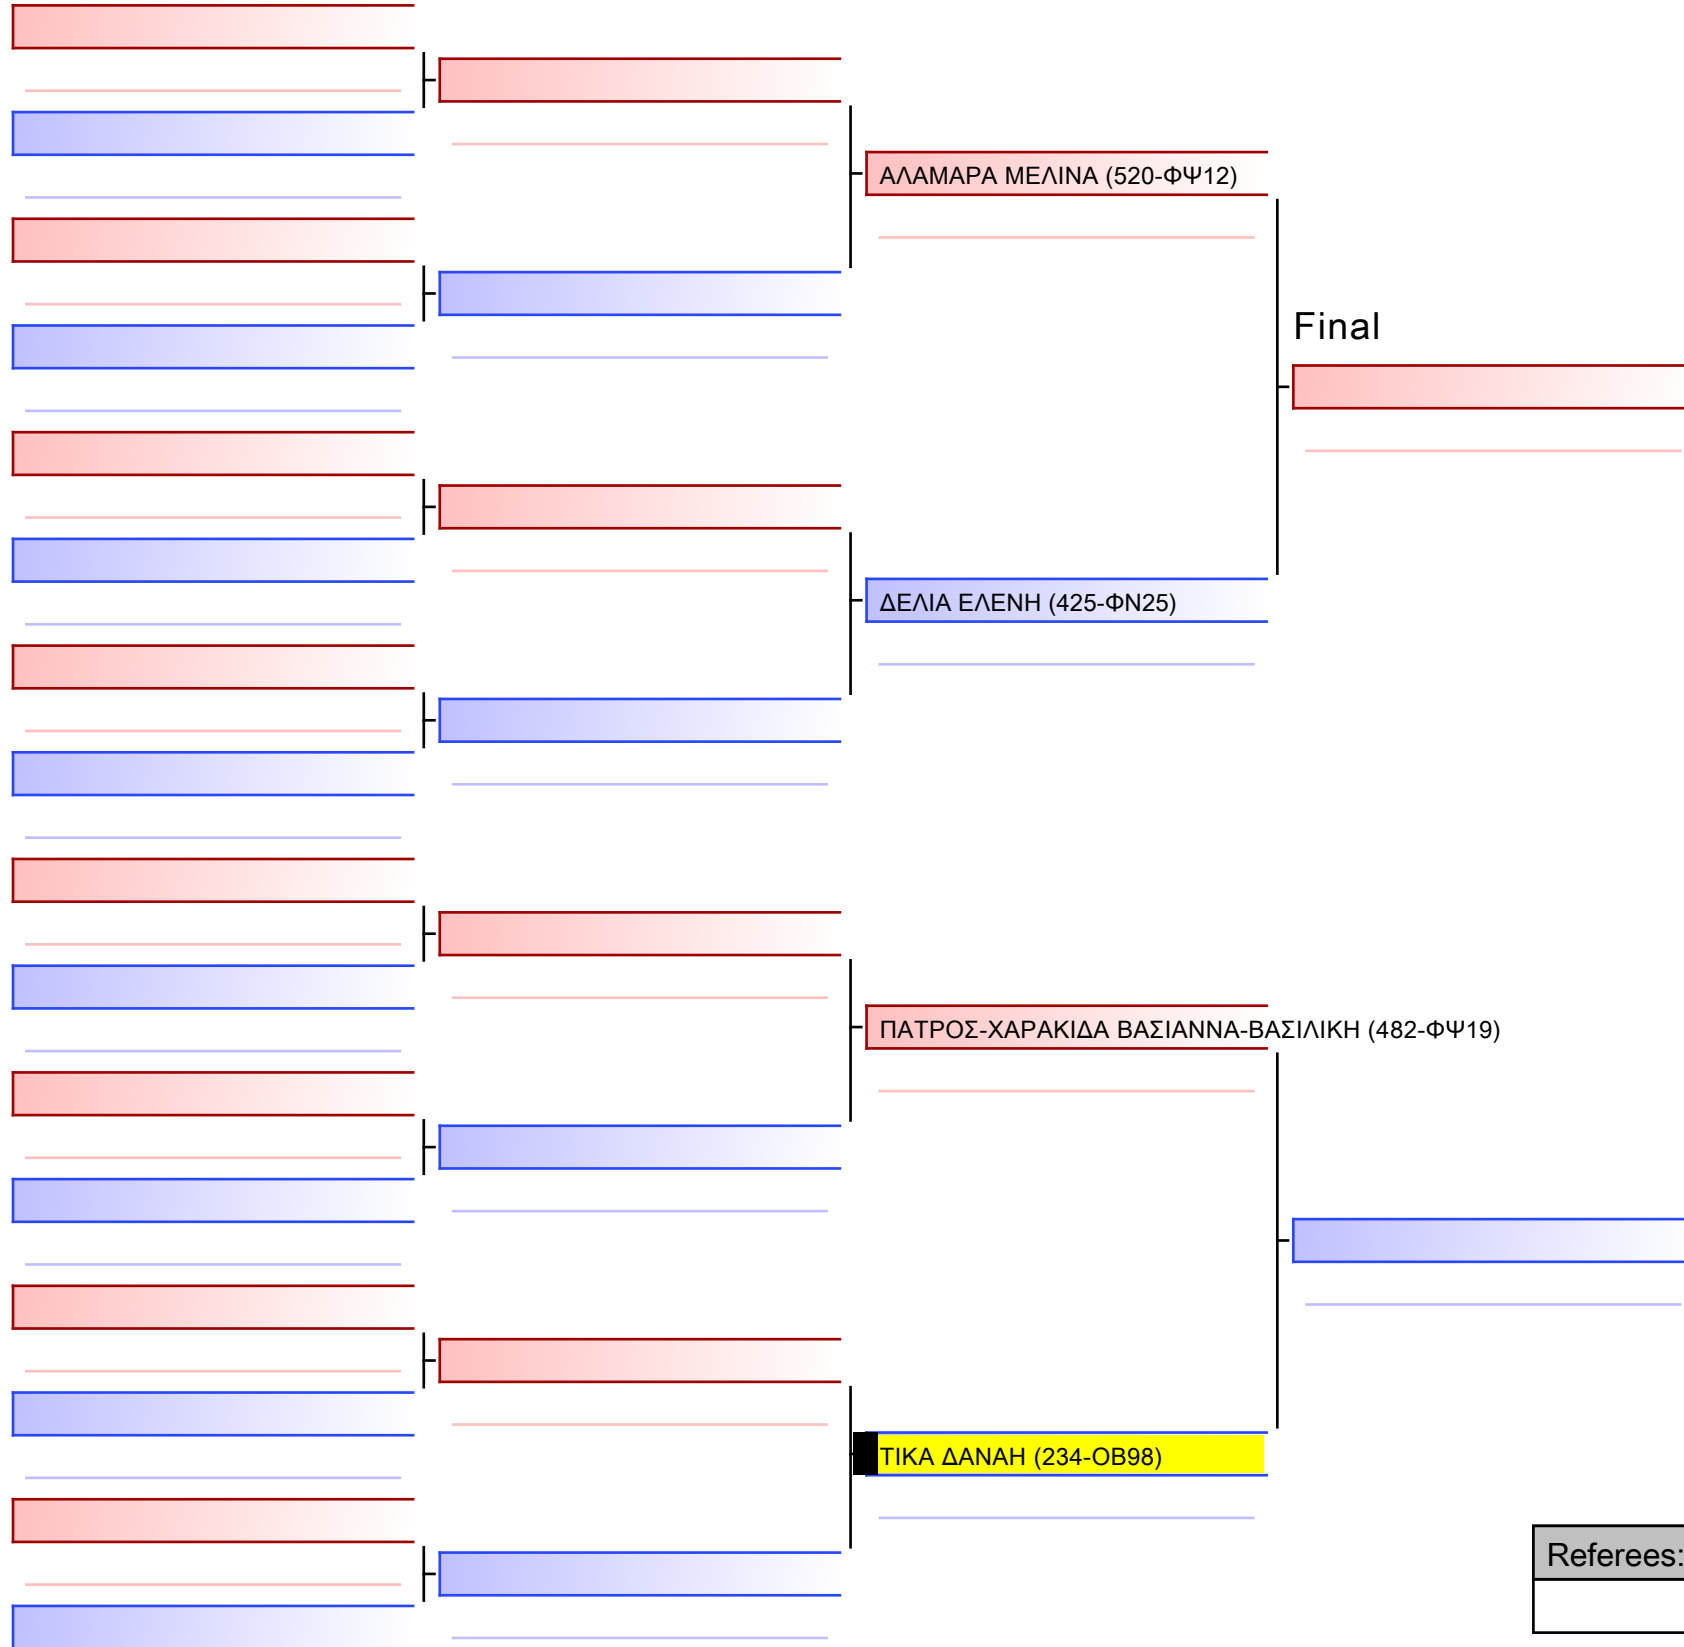 ΑΛΑΜΑΡΑ ΜΕΛΙΝΑ (520-ΦΨ12)
Final
ΔΕΛΙΑ ΕΛΕΝΗ (425-ΦΝ25)
ΠΑΤΡΟΣ-ΧΑΡΑΚΙΔΑ ΒΑΣΙΑΝΝΑ-ΒΑΣΙΛΙΚΗ (482-ΦΨ19)
ΤΙΚΑ ΔΑΝΑΗ (234-ΟΒ98)
Referees: